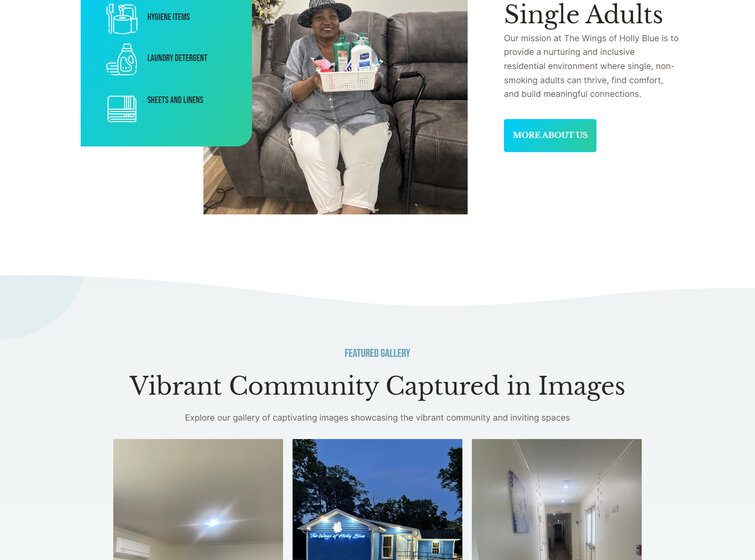 HYGIENE ITEMS
LAUNDRY DETERGENT
SHEETS AND LINENS
Single Adults
Our mission at The Wings of Holly Blue is to
provide a nurturing and inclusive
residential environment where single, non-
smoking adults can thrive, find comfort,
and build meaningful connections.
MORE ABOUT US
FEATURED GALLERY
Vibrant Community Captured in Images
Explore our gallery of captivating images showcasing the vibrant community and inviting spaces
The Wings of Holly Blue